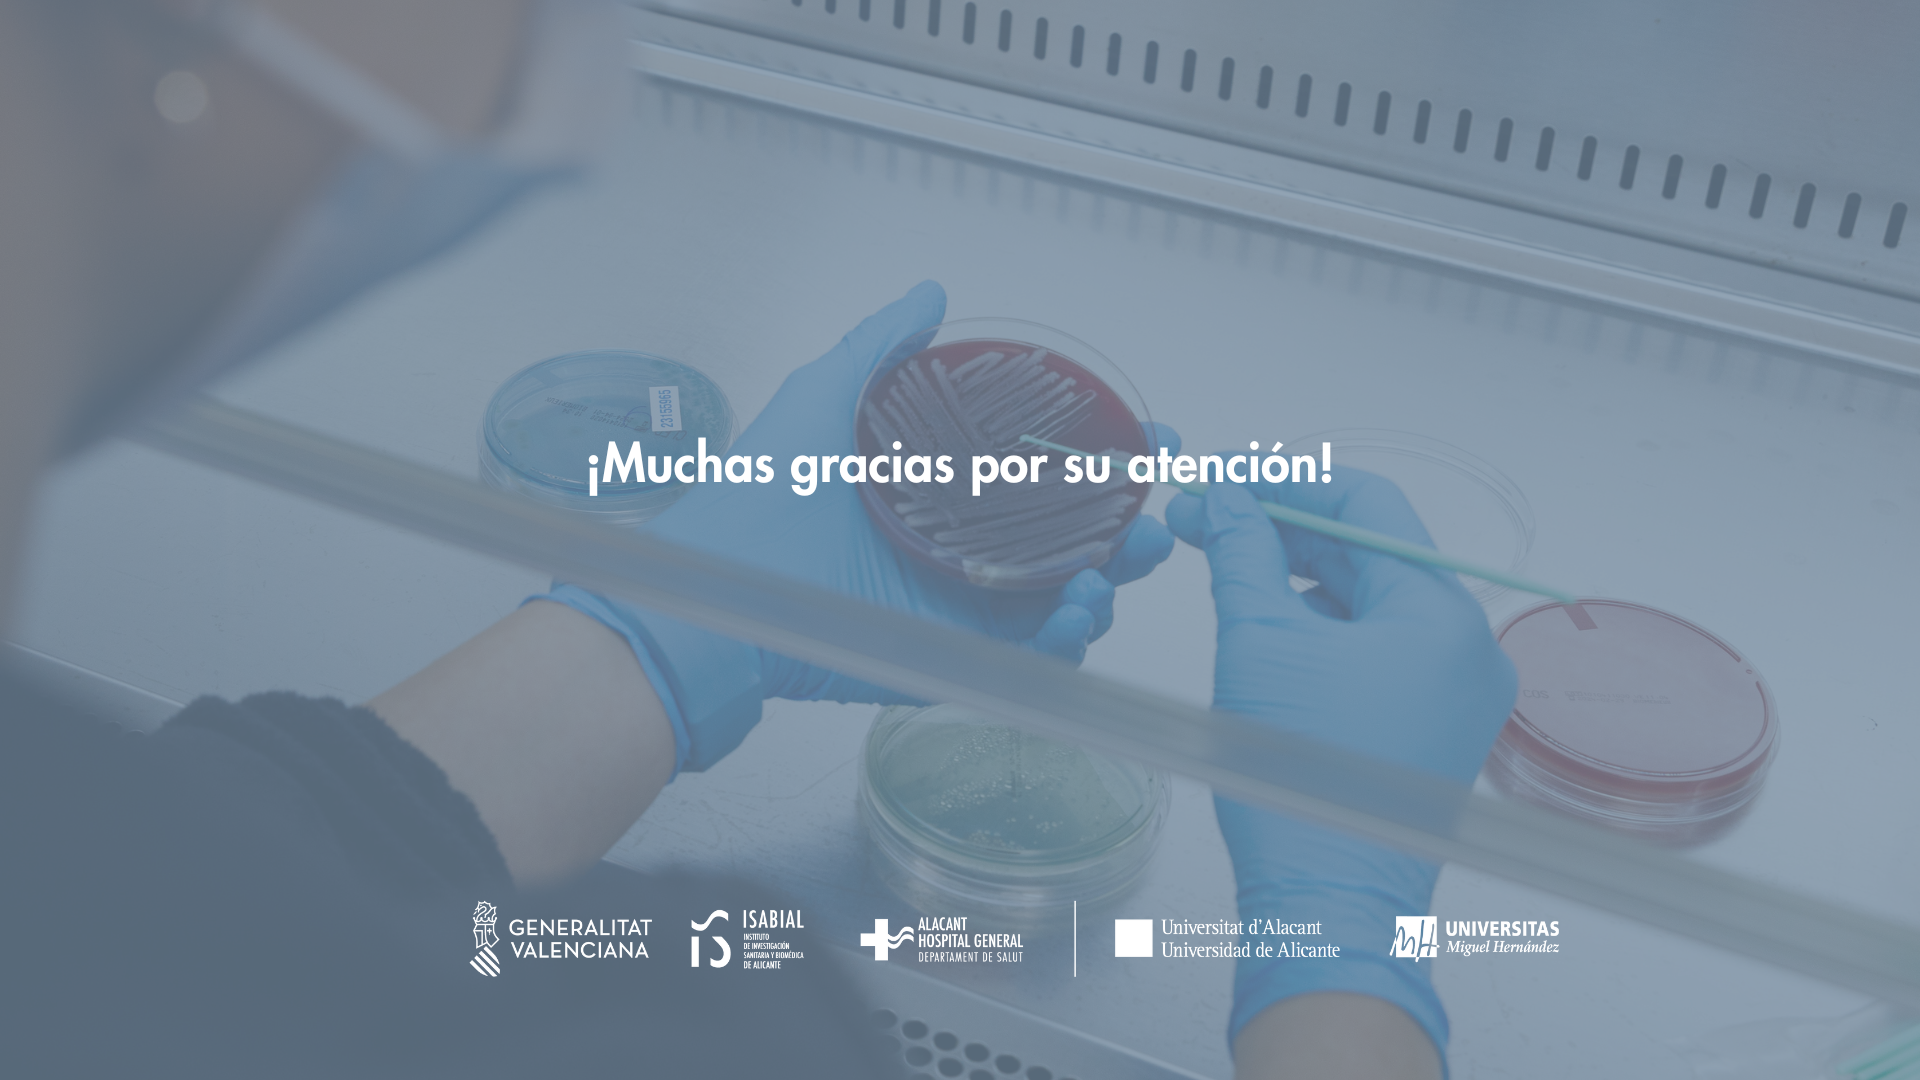 23155965
¡Muchas gracias por su atención!
GENERALITAT
VALENCIANA
ISABIAL
INSTITUTO
DE INVESTIGACIÓN
SANITARIA Y BIOMÉDICA
DE ALICANTE
ALACANT
HOSPITAL GENERAL
DEPARTAMENT DE SALUT
Universitat d'Alacant
Universidad de Alicante
UNIVERSITAS
Miguel Hernández